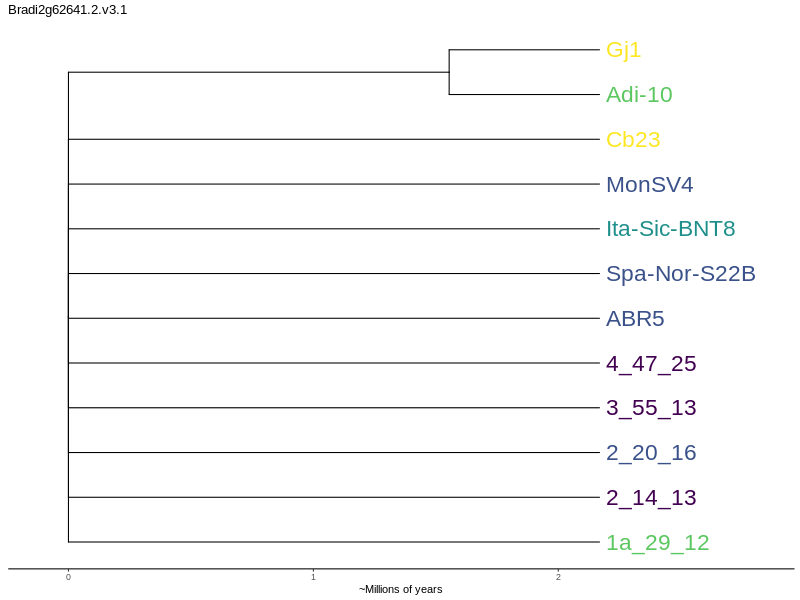 Bradi2g62641.2.v3.1
Gj1
Adi-10
Cb23
MonSV4
Ita-Sic-BNT8
Spa-Nor-S22B
ABR5
4_47_25
3_55_13
2_20_16
2_14_13
1a_29_12
0 1 2
~Millions of years